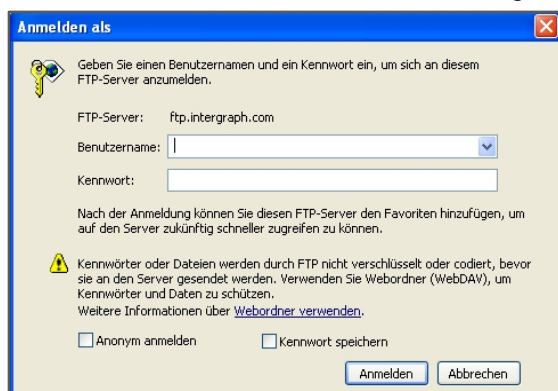 Anmelden als
Geben Sie einen Benutzernamen und ein Kennwort ein, um sich an diesem
FTP-Server anzumelden.
FTP-Server: ftp.intergraph.com
Benutzername:
Kennwort:
Nach der Anmeldung können Sie diesen FTP-Server den Favoriten hinzufügen, um
auf den Server zukünftig schneller zugreifen zu können.
Kennwörter oder Dateien werden durch FTP nicht verschlüsselt oder codiert, bevor
sie an den Server gesendet werden. Verwenden Sie Webordner (WebDAV), um
Kennwörter und Daten zu schützen.
Weitere Informationen über Webordner verwenden.
Anonym anmelden Kennwort speichern
Anmelden Abbrechen